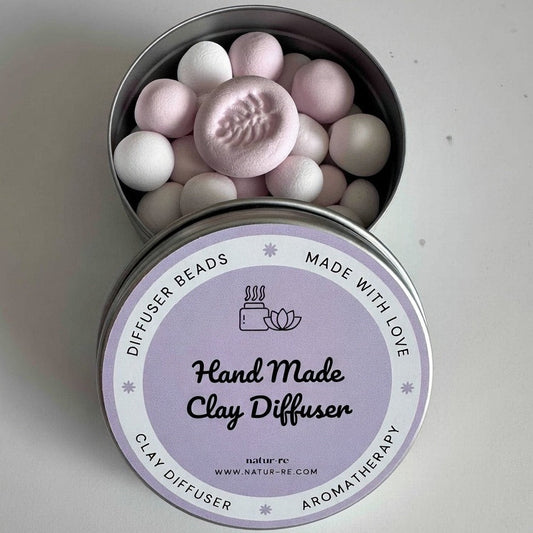 DIFFUSER BEADS
MADE WITH LOVE
Hand Made
Clay Diffuser
natur-re
WWW.NATUR-RE.COM
CLAY DIFFUSER
AROMATHERAPY